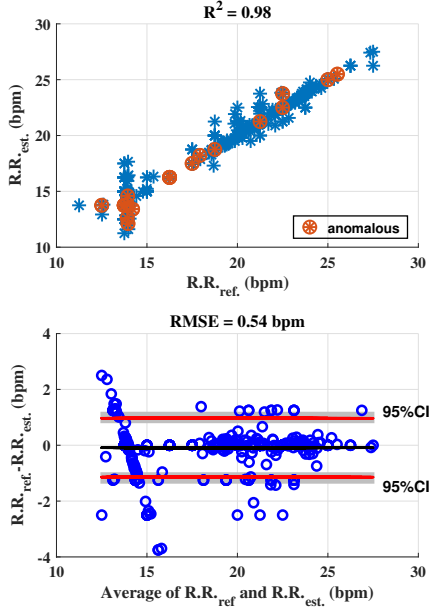 R² = 0.98
30
25
20
15
10
R.R.est. (bpm)
anomalous
10 15 20 25 30
R.R.ref. (bpm)
RMSE = 0.54 bpm
4
2
0
-2
-4
R.R.ref.-R.R.est. (bpm)
95%CI
95%CI
10 15 20 25 30
Average of R.R.ref and R.R.est. (bpm)